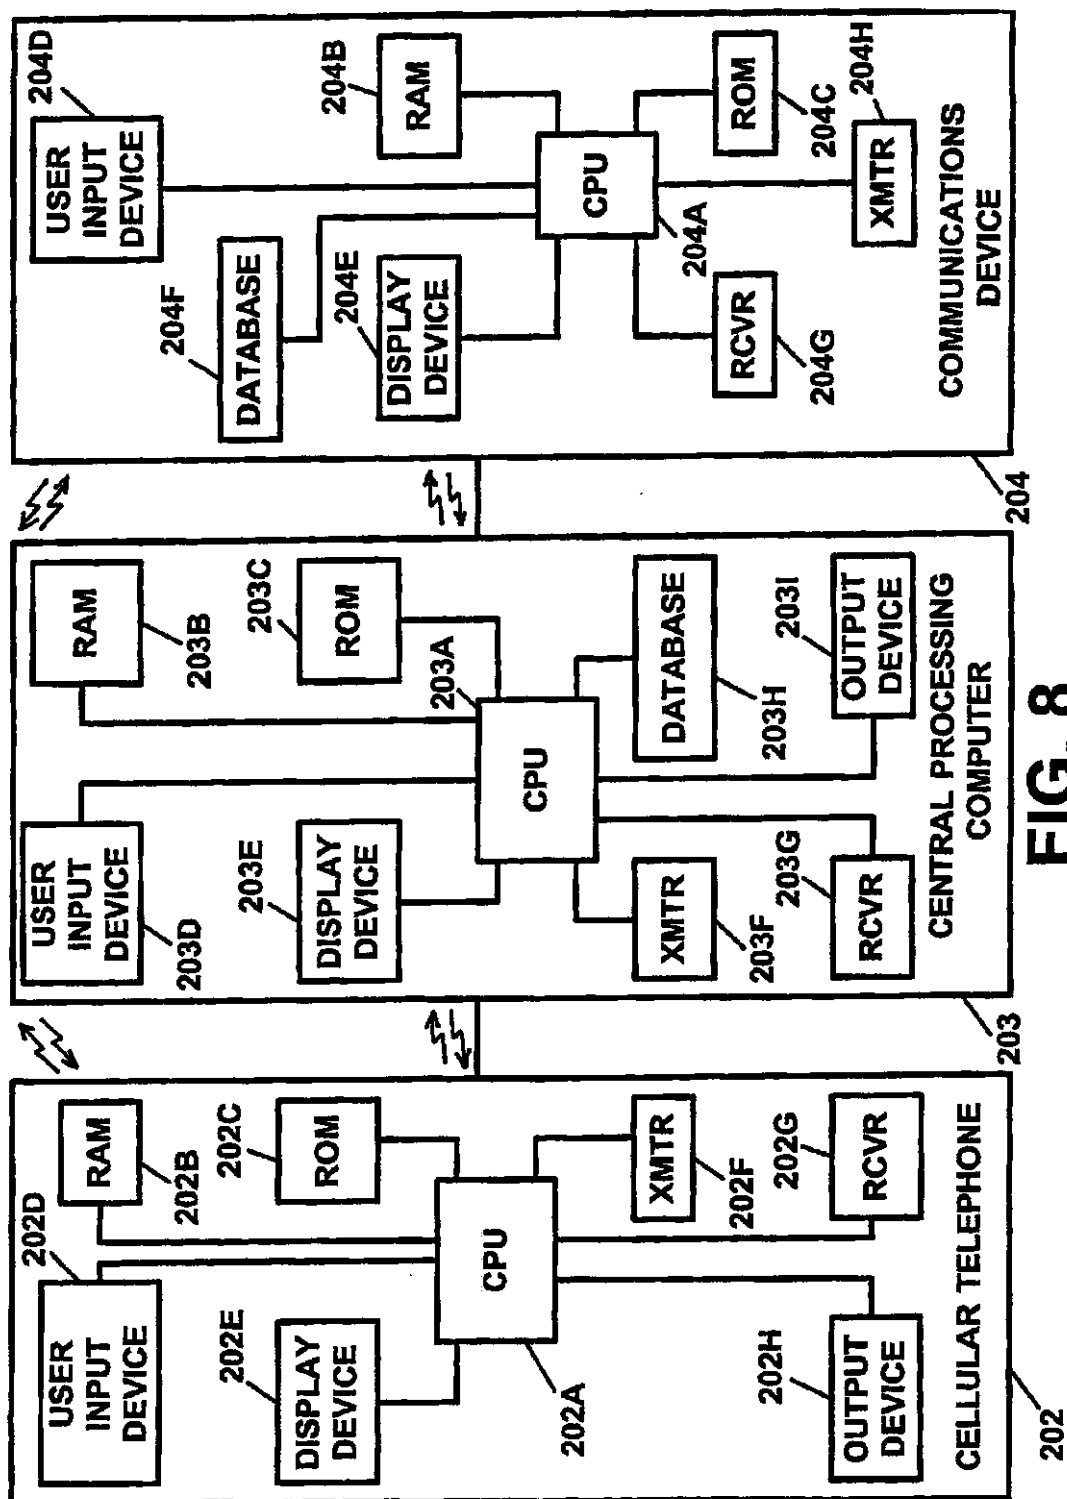 202D
USER
INPUT
DEVICE
RAM
202B
202E
DISPLAY
DEVICE
202C
ROM
CPU
202A
XMTR
202F
202H
OUTPUT
DEVICE
202G
RCVR
CELLULAR TELEPHONE
202
USER
INPUT
DEVICE
203D
RAM
203B
203E
DISPLAY
DEVICE
203C
ROM
203A
CPU
XMTR
203F
DATABASE
203H
203G
RCVR
203I
OUTPUT
DEVICE
CENTRAL PROCESSING
COMPUTER
203
204D
USER
INPUT
DEVICE
204F
DATABASE
204E
DISPLAY
DEVICE
204B
RAM
CPU
204A
RCVR
204G
ROM
204C
204H
XMTR
COMMUNICATIONS
DEVICE
204
FIG. 8